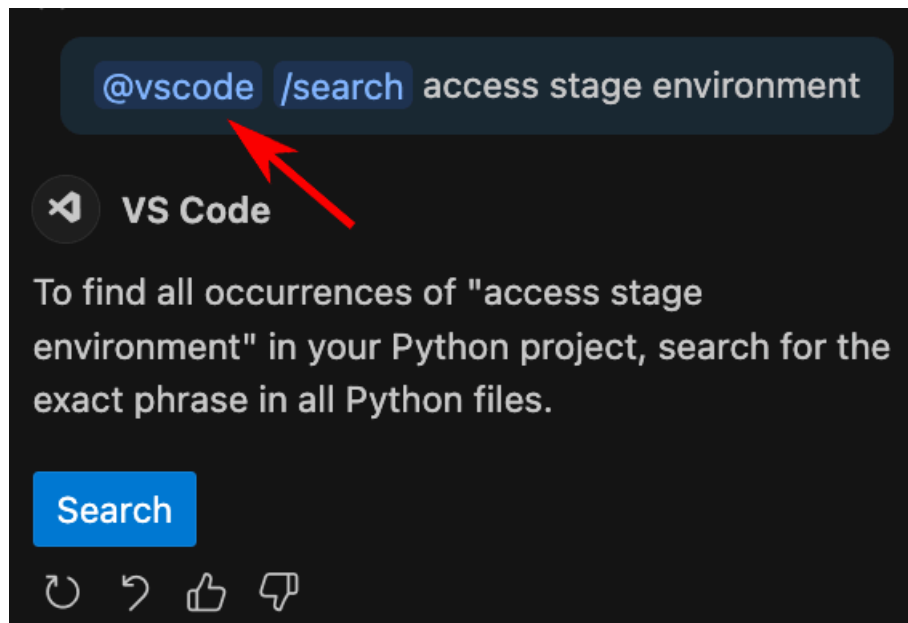 @vscode /search access stage environment
VS Code
To find all occurrences of "access stage
environment" in your Python project, search for the
exact phrase in all Python files.
Search